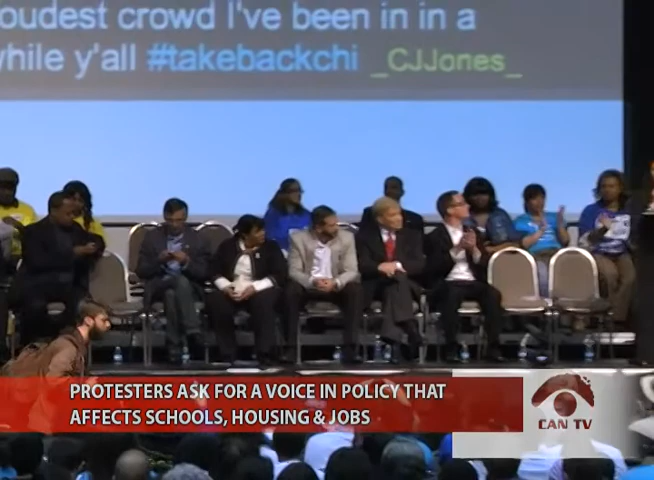 oudest crowd I've been in in a
while y'all #takebackchi _CJJones_
PROTESTERS ASK FOR A VOICE IN POLICY THAT
AFFECTS SCHOOLS, HOUSING & JOBS
CAN TV